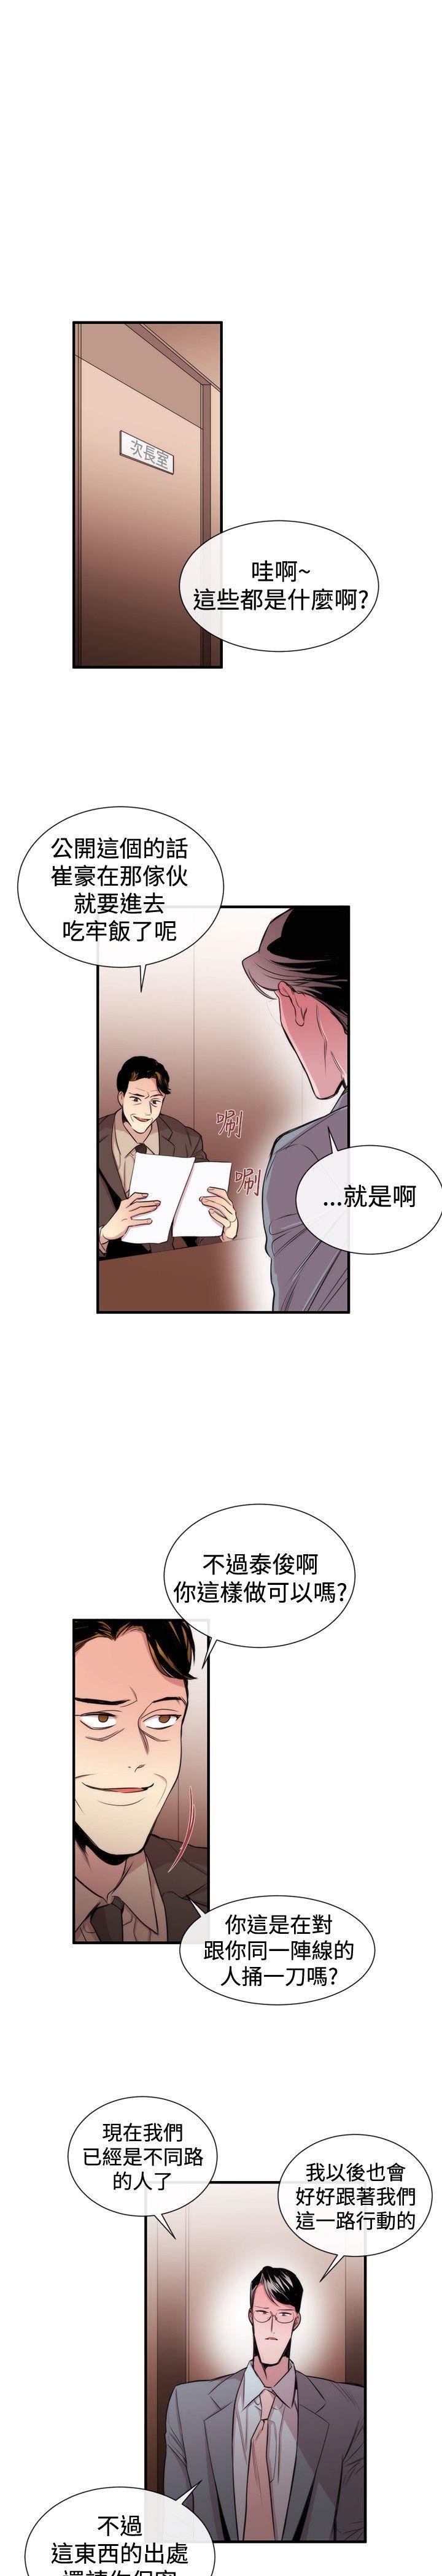 次長室
哇啊~
這些都是什麼啊?
公開這個的話
崔豪在那傢伙
就要進去
吃牢飯了呢
唰
唰
...就是啊
不過泰俊啊
你這樣做可以嗎?
你這是在對
跟你同一陣線的
人捅一刀嗎?
現在我們
已經是不同路
的人了
我以後也會
好好跟著我們
這一路行動的
不過
這東西的出處
還請你保密